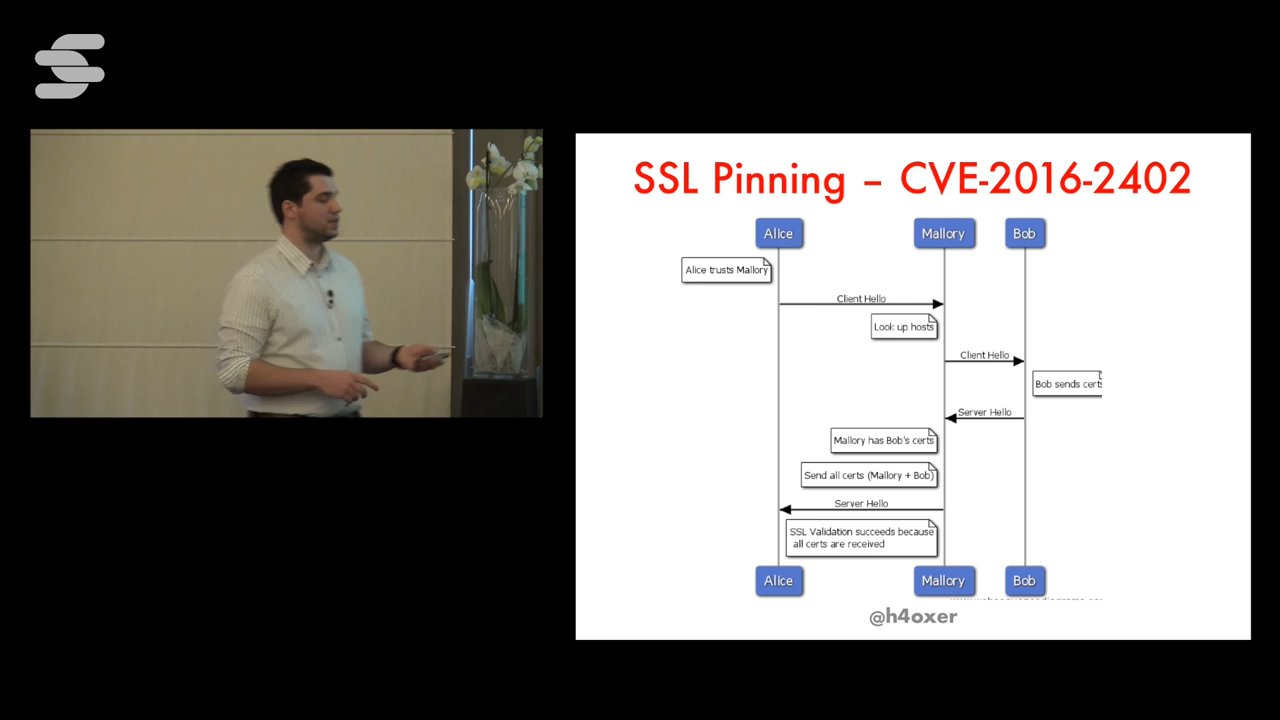 SSL Pinning – CVE-2016-2402
Alice
Mallory
Bob
Alice trusts Mallory
Client Hello
Look up hosts
Client Hello
Bob sends certs
Server Hello
Mallory has Bob's certs
Send all certs (Mallory + Bob)
Server Hello
SSL Validation succeeds because
all certs are received
Alice
Mallory
Bob
@h4oxer